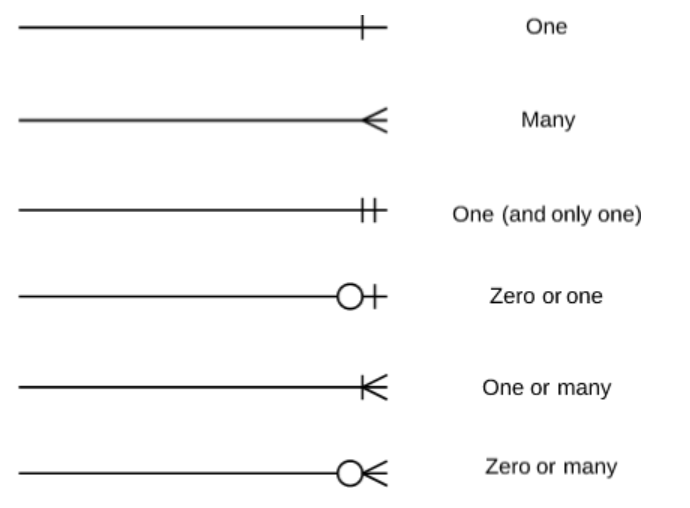 One
Many
One (and only one)
Zero or one
One or many
Zero or many